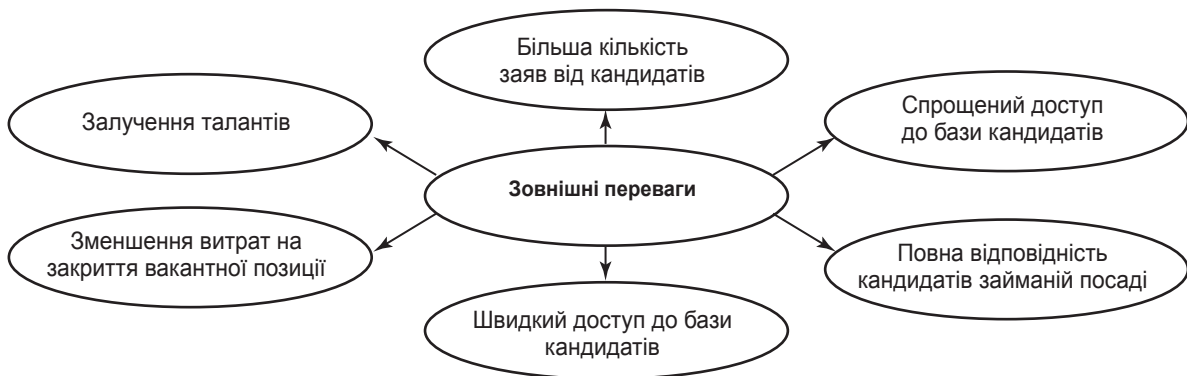 Більша кількість
заяв від кандидатів
Залучення талантів
Спрощений доступ
до бази кандидатів
Зовнішні переваги
Зменшення витрат на
закриття вакантної позиції
Повна відповідність
кандидатів займаній посаді
Швидкий доступ до бази
кандидатів